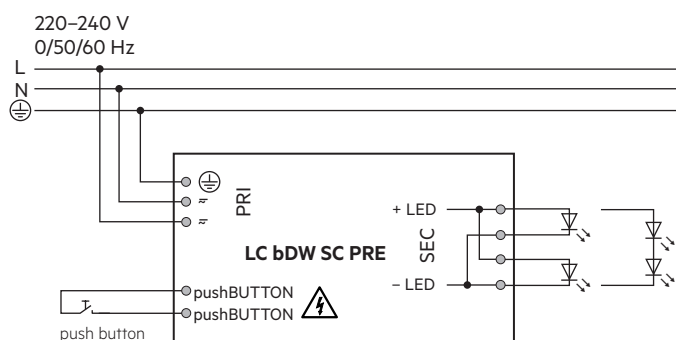 220–240 V
0/50/60 Hz
L
N
PRI
+ LED
SEC
LC bDW SC PRE
– LED
pushBUTTON
pushBUTTON
push button